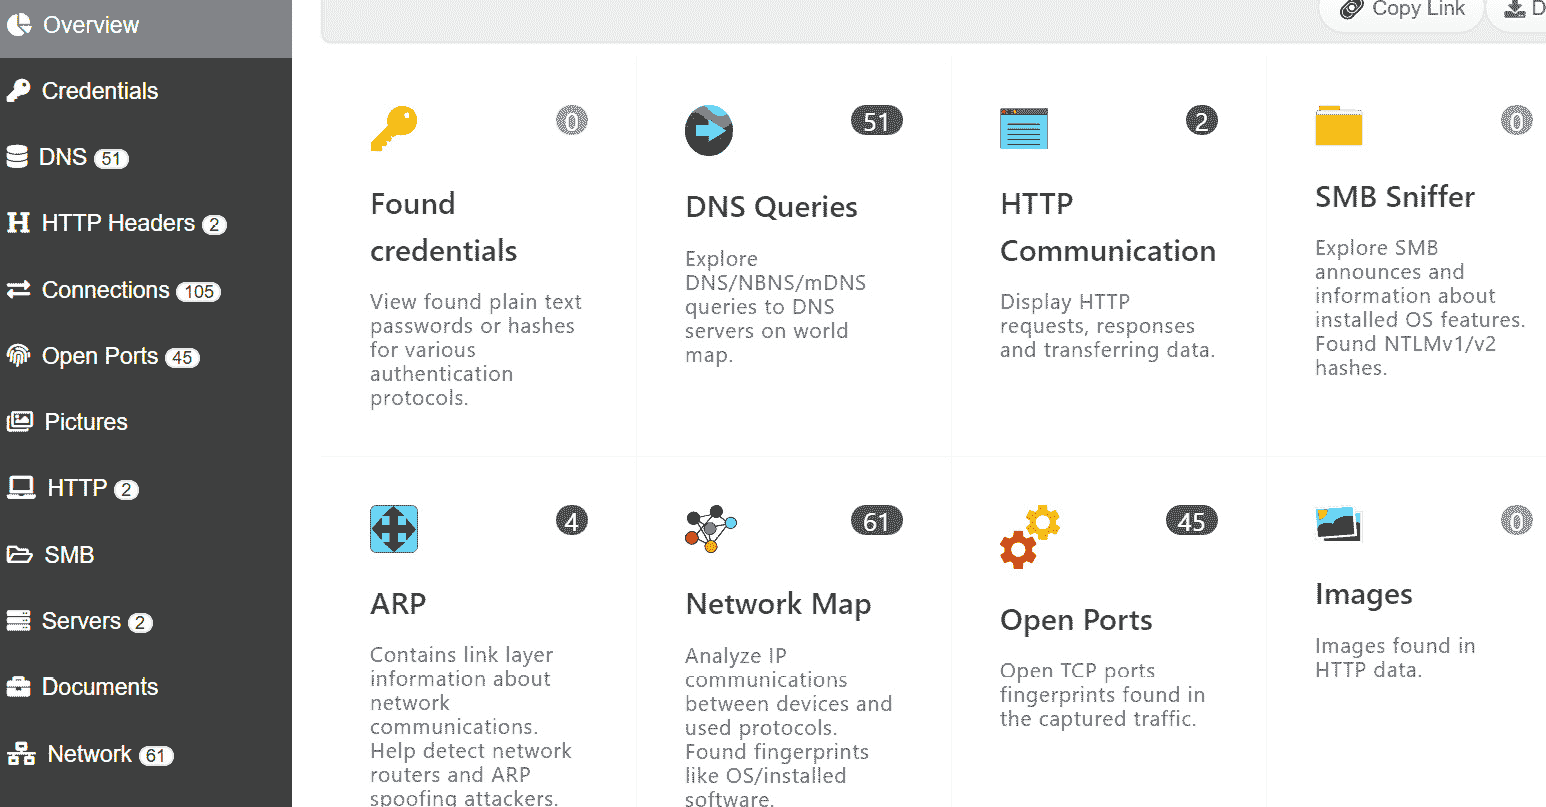 Overview
Credentials
DNS 51
HTTP Headers 2
Connections 105
Open Ports 45
Pictures
HTTP 2
SMB
Servers 2
Documents
Network 61
Copy Link
0
Found
credentials
View found plain text
passwords or hashes
for various
authentication
protocols.
51
DNS Queries
Explore
DNS/NBNS/mDNS
queries to DNS
servers on world
map.
2
HTTP
Communication
Display HTTP
requests, responses
and transferring data.
0
SMB Sniffer
Explore SMB
announces and
information about
installed OS features.
Found NTLMv1/v2
hashes.
4
ARP
Contains link layer
information about
network
communications.
Help detect network
routers and ARP
spoofing attackers.
61
Network Map
Analyze IP
communications
between devices and
used protocols.
Found fingerprints
like OS/installed
software.
45
Open Ports
Open TCP ports
fingerprints found in
the captured traffic.
0
Images
Images found in
HTTP data.